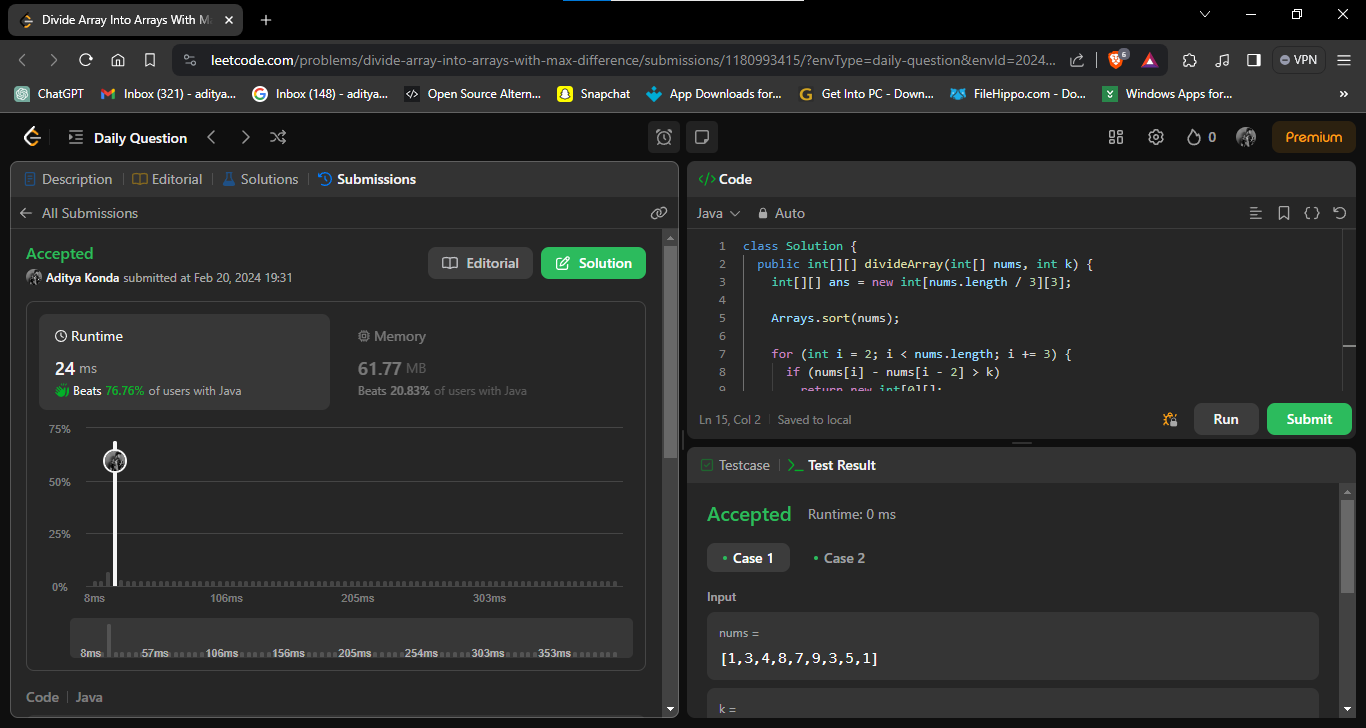 Divide Array Into Arrays With M
leetcode.com/problems/divide-array-into-arrays-with-max-difference/submissions/1180993415/?envType=daily-question&envId=2024... 6 VPN
ChatGPT Inbox (321) - aditya... Inbox (148) - aditya... Open Source Altern... Snapchat App Downloads for... Get Into PC - Down... FileHippo.com - Do... Windows Apps for... »
Daily Question 0 Premium
Description Editorial Solutions Submissions
All Submissions
Accepted
Aditya Konda submitted at Feb 20, 2024 19:31
Editorial Solution
Runtime
24 ms
Beats 76.76% of users with Java
Memory
61.77 MB
Beats 20.83% of users with Java
75%
50%
25%
0%
8ms 106ms 205ms 303ms
8ms 57ms 106ms 156ms 205ms 254ms 303ms 353ms
Code Java
</> Code
Java Auto
1 class Solution {
2 public int[][] divideArray(int[] nums, int k) {
3 int[][] ans = new int[nums.length / 3][3];
4
5 Arrays.sort(nums);
6
7 for (int i = 2; i < nums.length; i += 3) {
8 if (nums[i] - nums[i - 2] > k)
9 return new int[0][];
Ln 15, Col 2 Saved to local Run Submit
Testcase >_ Test Result
Accepted Runtime: 0 ms
• Case 1 • Case 2
Input
nums =
[1,3,4,8,7,9,3,5,1]
k =